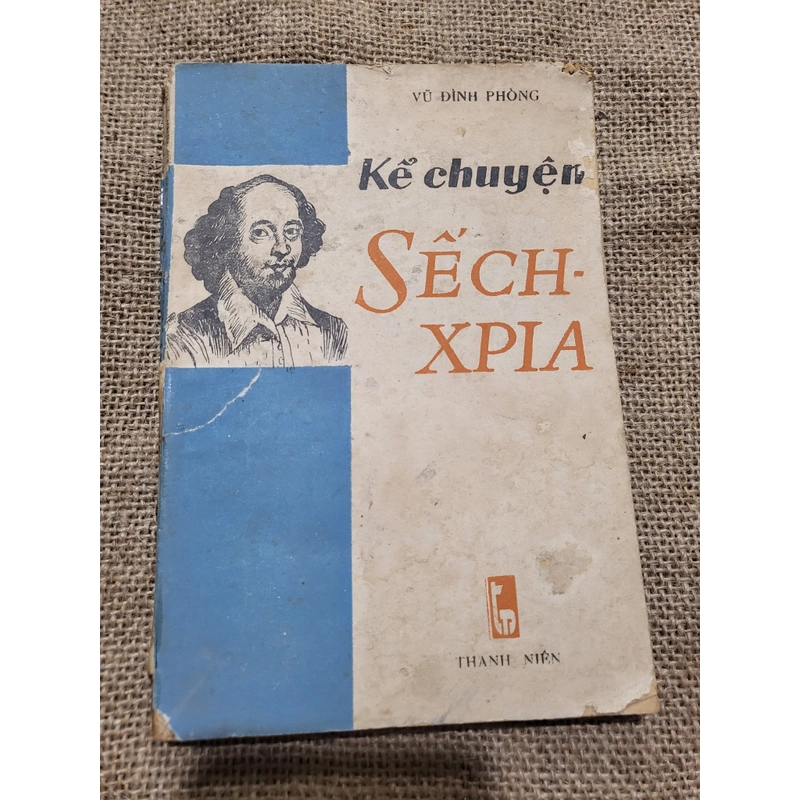 VŨ ĐÌNH PHÒNG
Kể chuyện
SẾCH-
XPIA
THANH NIÊN